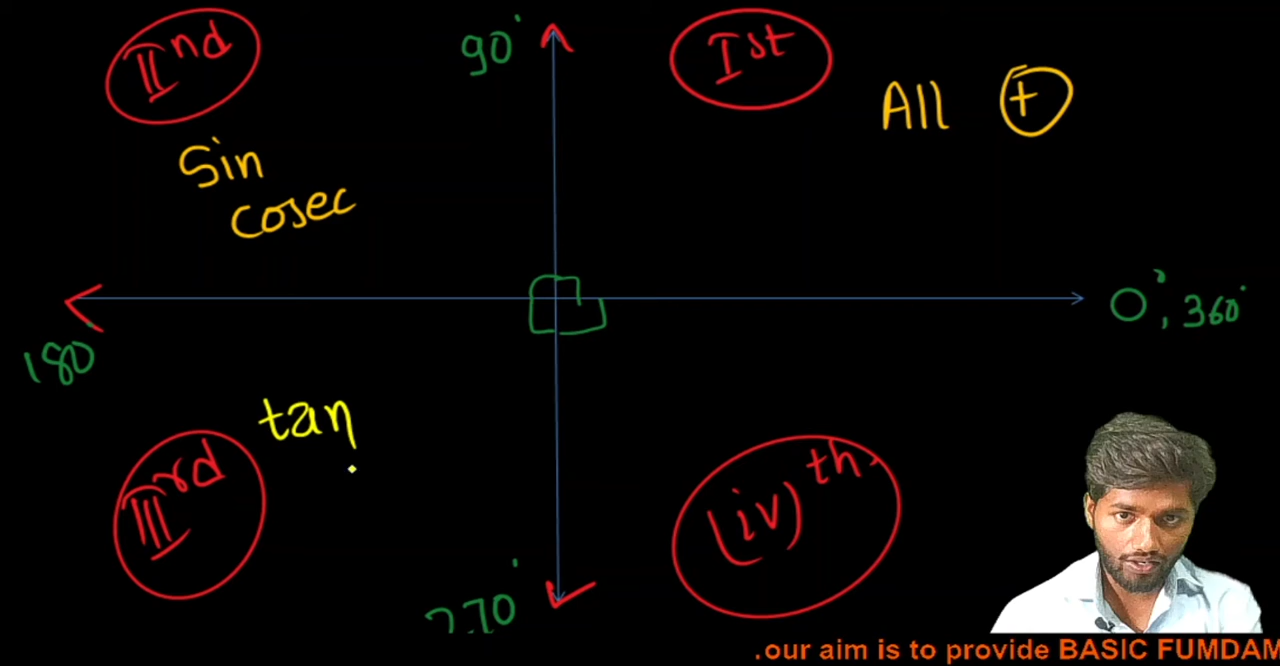 IInd
90°
Ist
All +
Sin
cosec
0°, 360°
180
tan
IIIrd
(iv)th
270°
.our aim is to provide BASIC FUMDAM